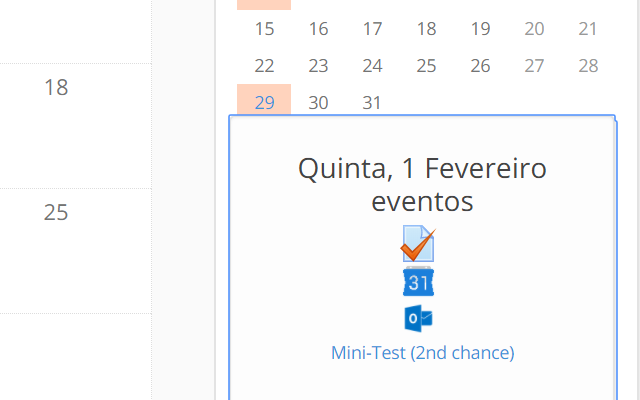 18
25
15 16 17 18 19 20 21
22 23 24 25 26 27 28
29 30 31
Quinta, 1 Fevereiro
eventos
31
Mini-Test (2nd chance)